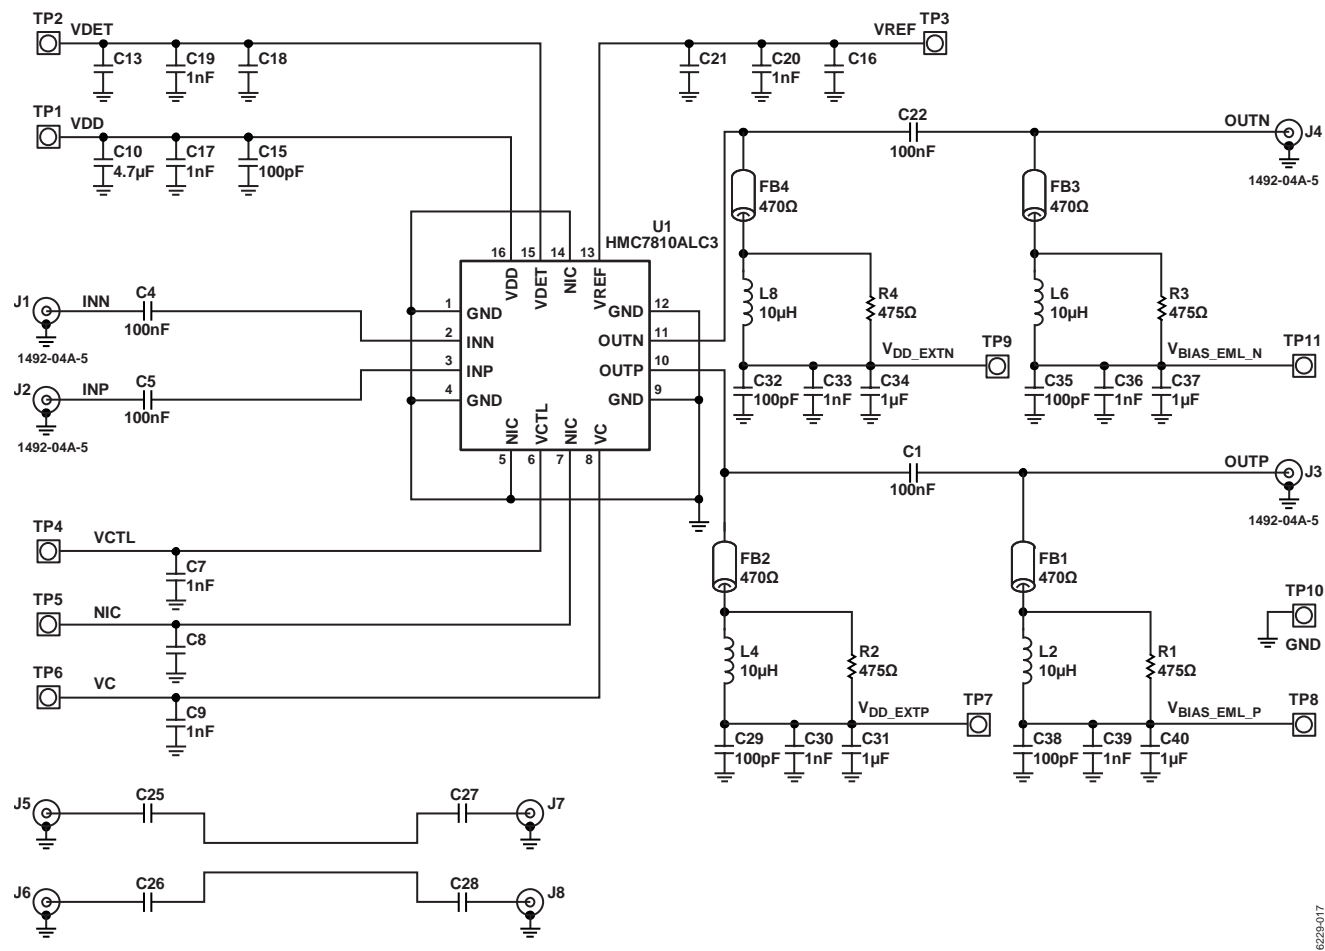 TP2
VDET
C13
C19
1nF
C18
TP1
VDD
C10
4.7µF
C17
1nF
C15
100pF
VREF
TP3
C21
C20
1nF
C16
C22
100nF
OUTN
J4
1492-04A-5
FB4
470Ω
FB3
470Ω
U1
HMC7810ALC3
16 15 14 13
VDD
VDET
NIC
VREF
1
GND
2
INN
3
INP
4
GND
12
GND
11
OUTN
10
OUTP
9
GND
NIC
VCTL
NIC
VC
5 6 7 8
J1
INN
C4
100nF
1492-04A-5
J2
INP
C5
100nF
1492-04A-5
L8
10µH
R4
475Ω
VDD_EXTN
TP9
C32
100pF
C33
1nF
C34
1µF
L6
10µH
R3
475Ω
VBIAS_EML_N
TP11
C35
100pF
C36
1nF
C37
1µF
C1
100nF
OUTP
J3
1492-04A-5
TP4
VCTL
C7
1nF
TP5
NIC
C8
TP6
VC
C9
1nF
FB2
470Ω
FB1
470Ω
TP10
GND
L4
10µH
R2
475Ω
VDD_EXTP
TP7
C29
100pF
C30
1nF
C31
1µF
L2
10µH
R1
475Ω
VBIAS_EML_P
TP8
C38
100pF
C39
1nF
C40
1µF
J5
C25
C27
J7
J6
C26
C28
J8
6229-017